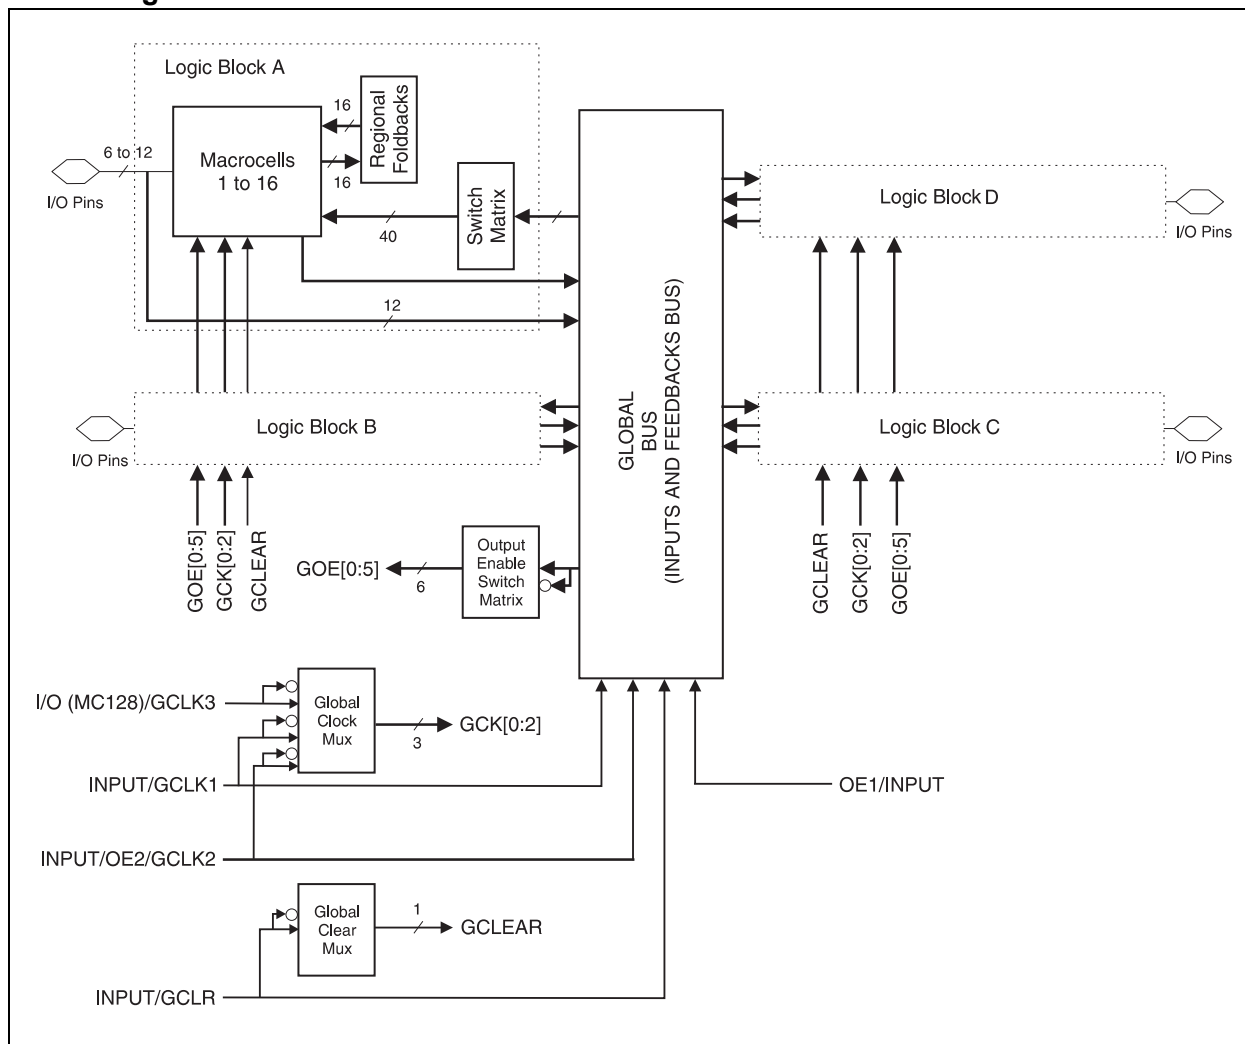 Logic Block A
16
Regional
Foldbacks
6 to 12
Macrocells
1 to 16
16
I/O Pins
Switch
Matrix
40
12
Logic Block D
I/O Pins
GLOBAL
BUS
(INPUTS AND FEEDBACKS BUS)
Logic Block B
I/O Pins
Logic Block C
I/O Pins
GOE[0:5]
GCK[0:2]
GCLEAR
GCLEAR
GCK[0:2]
GOE[0:5]
GOE[0:5]
6
Output
Enable
Switch
Matrix
I/O (MC128)/GCLK3
Global
Clock
Mux
3
GCK[0:2]
INPUT/GCLK1
OE1/INPUT
INPUT/OE2/GCLK2
Global
Clear
Mux
1
GCLEAR
INPUT/GCLR